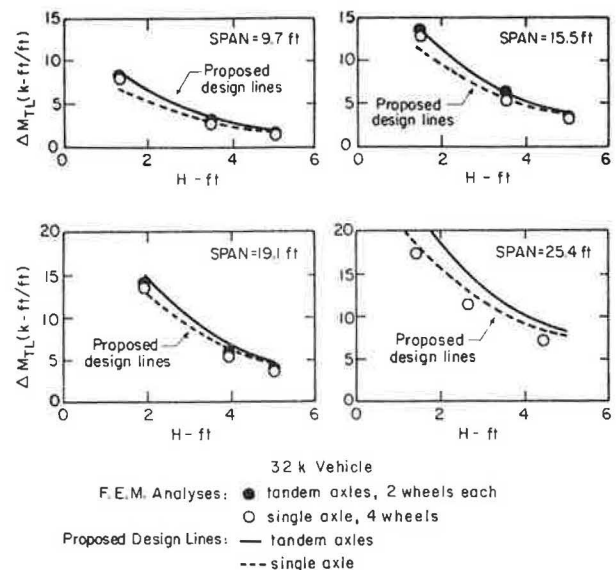 15
10
5
0
Δ M_TL (k-ft/ft)
SPAN=9.7 ft
Proposed
design lines
0 2 4 6
H - ft
15
10
5
0
SPAN=15.5 ft
Proposed
design lines
0 2 4 6
H - ft
20
15
10
5
0
Δ M_TL (k-ft/ft)
SPAN=19.1 ft
Proposed
design lines
0 2 4 6
H - ft
20
15
10
5
0
SPAN=25.4 ft
Proposed
design lines
0 2 4 6
H - ft
32 k Vehicle
F.E.M. Analyses: tandem axles, 2 wheels each
single axle, 4 wheels
Proposed Design Lines: tandem axles
single axle